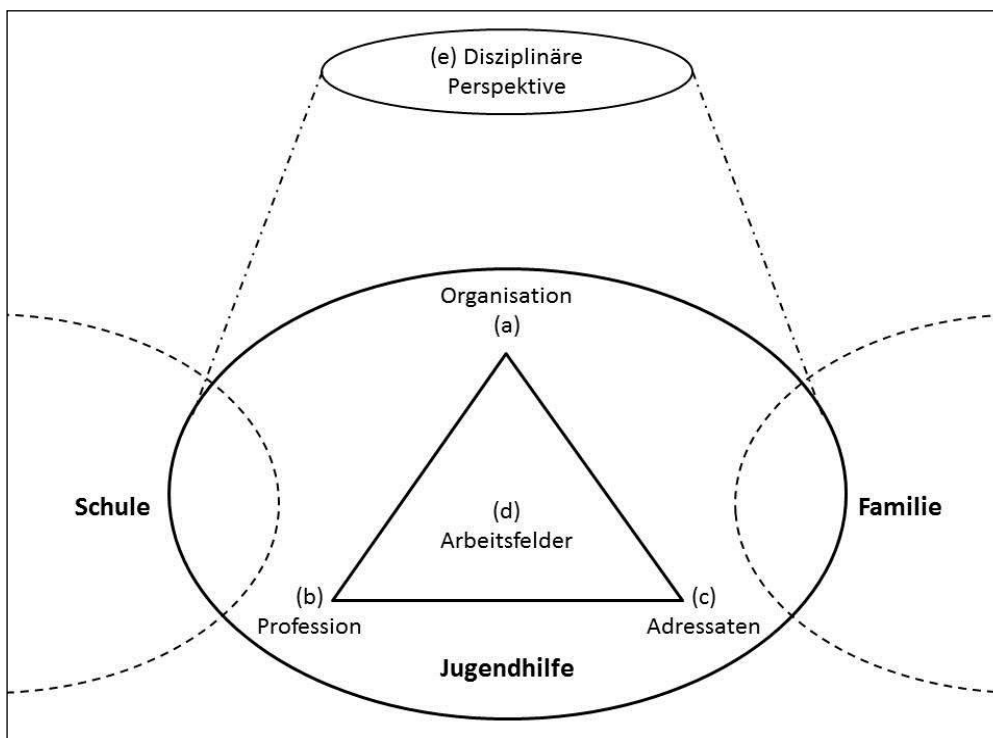 (e) Disziplinäre
Perspektive
Organisation
(a)
Schule
(d)
Arbeitsfelder
Familie
(b)
Profession
(c)
Adressaten
Jugendhilfe